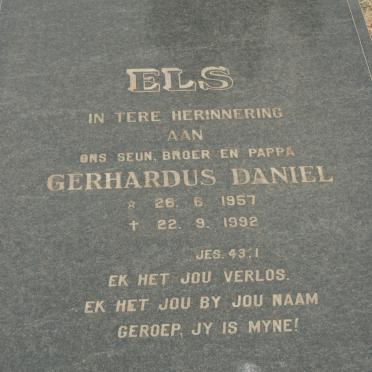 ELS
IN TERE HERINNERING
AAN
ONS SEUN, BROER EN PAPPA
GERHARDUS DANIEL
☆ 26. 6. 1957
† 22. 9. 1992
JES. 43:1
EK HET JOU VERLOS.
EK HET JOU BY JOU NAAM
GEROEP, JY IS MYNE!